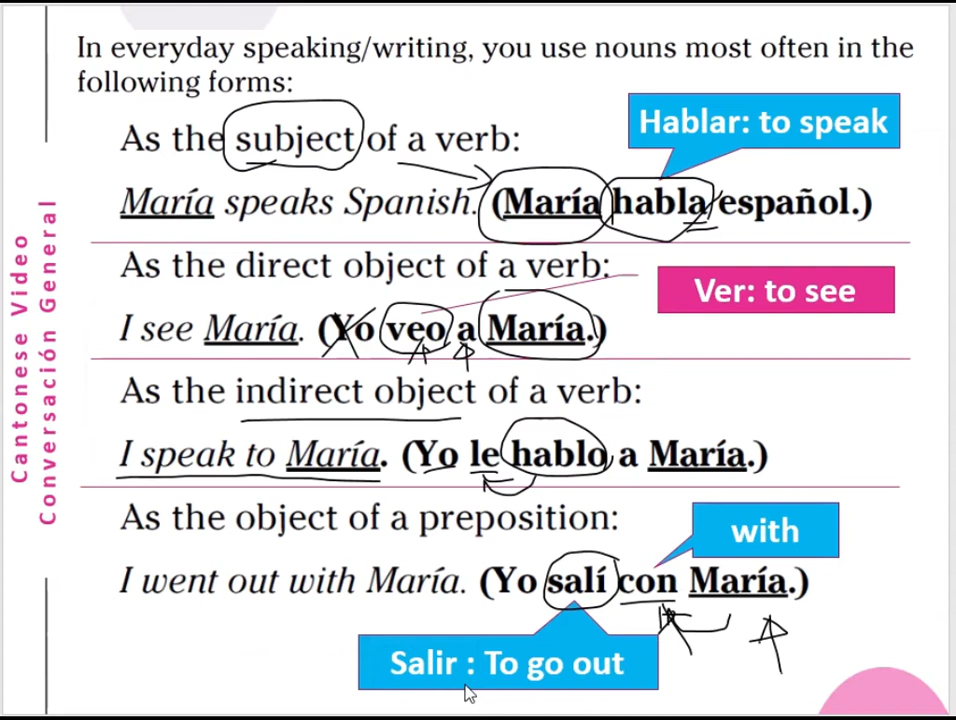 In everyday speaking/writing, you use nouns most often in the
following forms:
As the subject of a verb:
Hablar: to speak
María speaks Spanish. (María habla español.)
As the direct object of a verb:
Ver: to see
I see María. (Yo veo a María.)
As the indirect object of a verb:
I speak to María. (Yo le hablo a María.)
As the object of a preposition:
with
I went out with María. (Yo salí con María.)
Salir : To go out
Cantonese Video
Conversación General